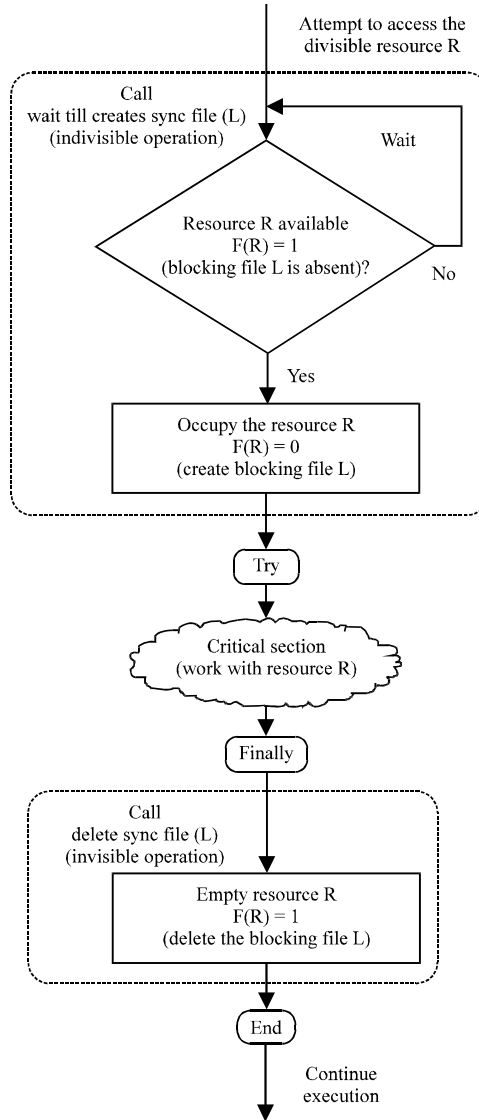 Attempt to access the
divisible resource R
Call
wait till creates sync file (L)
(indivisible operation)
Wait
Resource R available
F(R) = 1
(blocking file L is absent)?
No
Yes
Occupy the resource R
F(R) = 0
(create blocking file L)
Try
Critical section
(work with resource R)
Finally
Call
delete sync file (L)
(invisible operation)
Empty resource R
F(R) = 1
(delete the blocking file L)
End
Continue
execution